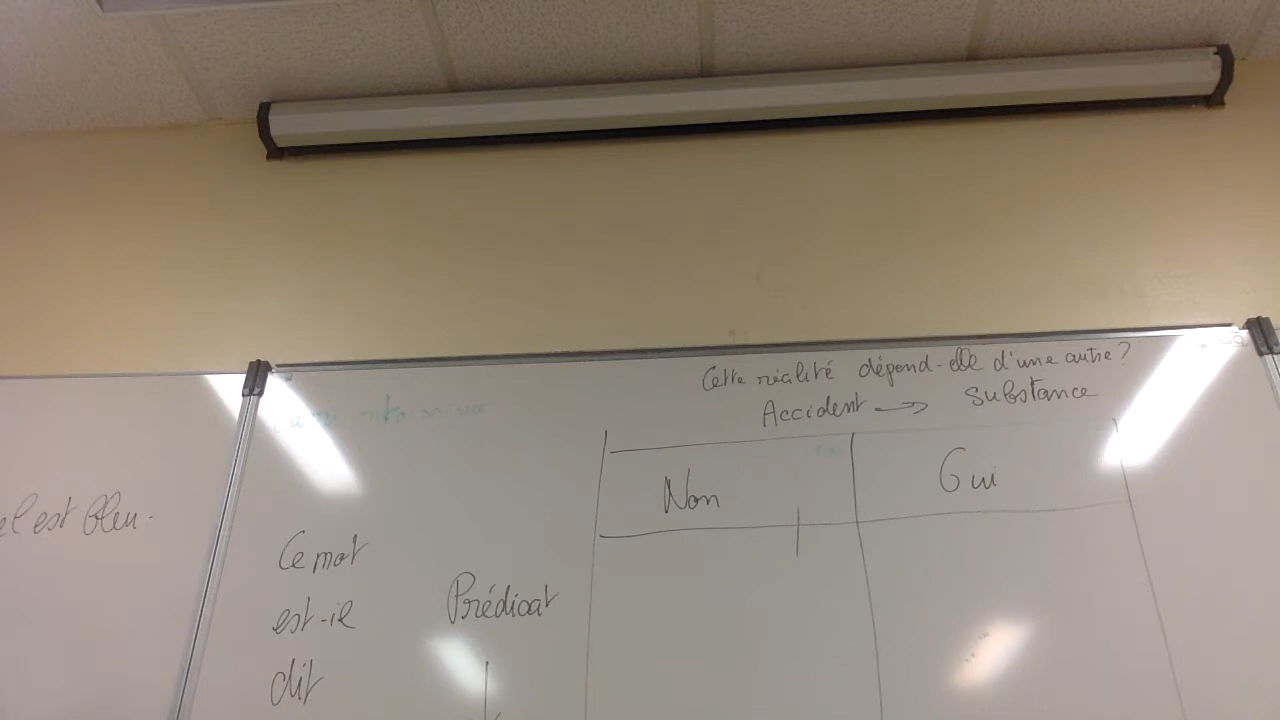 Cette réalité dépend-elle d'une autre ?
Accident → Substance
Non
Oui
el est bleu.
Ce mot
est-il
dit
Prédicat